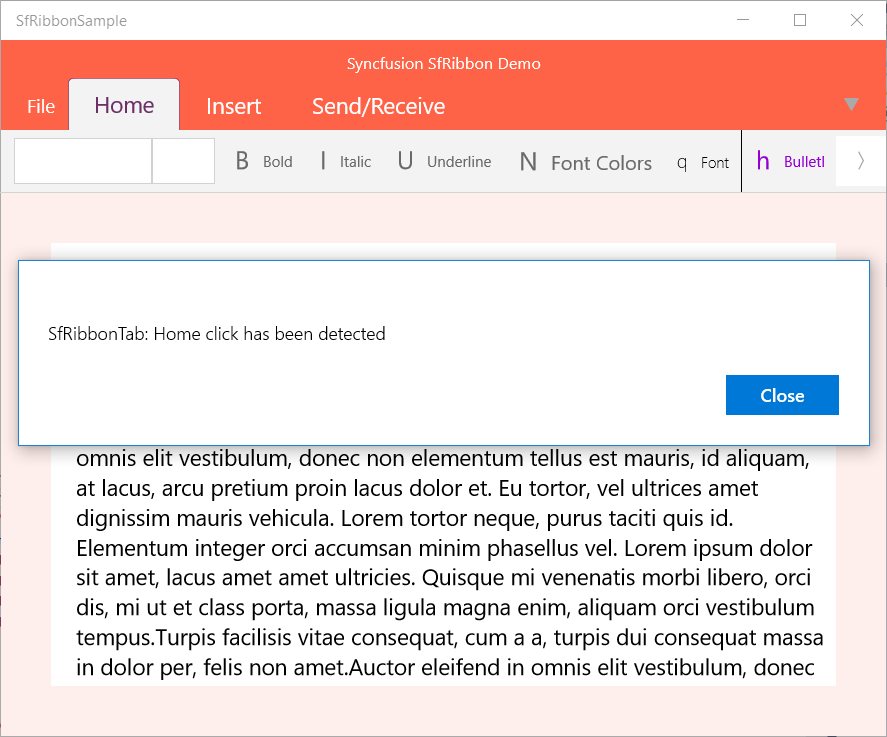 SfRibbonSample
Syncfusion SfRibbon Demo
File Home Insert Send/Receive
B Bold I Italic U Underline N Font Colors q Font h Bulletl
SfRibbonTab: Home click has been detected
Close
omnis elit vestibulum, donec non elementum tellus est mauris, id aliquam,
at lacus, arcu pretium proin lacus dolor et. Eu tortor, vel ultrices amet
dignissim mauris vehicula. Lorem tortor neque, purus taciti quis id.
Elementum integer orci accumsan minim phasellus vel. Lorem ipsum dolor
sit amet, lacus amet amet ultricies. Quisque mi venenatis morbi libero, orci
dis, mi ut et class porta, massa ligula magna enim, aliquam orci vestibulum
tempus.Turpis facilisis vitae consequat, cum a a, turpis dui consequat massa
in dolor per, felis non amet.Auctor eleifend in omnis elit vestibulum, donec